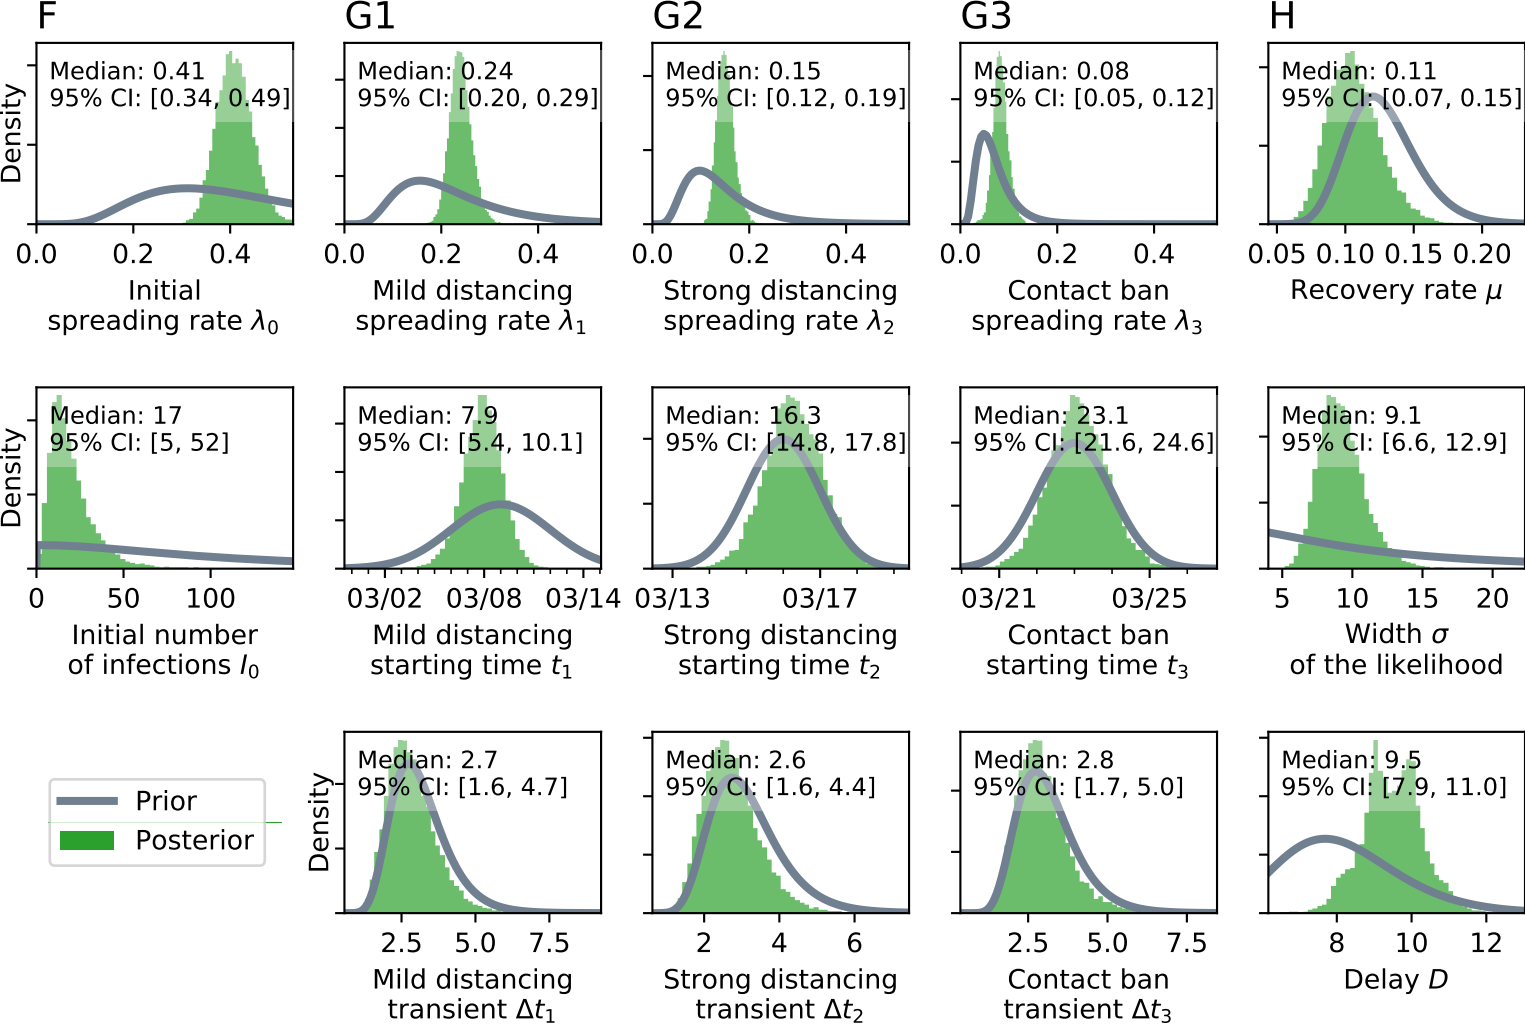 F G1 G2 G3 H
Density
Median: 0.41
95% CI: [0.34, 0.49]
0.0 0.2 0.4
Initial
spreading rate λ0
Median: 0.24
95% CI: [0.20, 0.29]
0.0 0.2 0.4
Mild distancing
spreading rate λ1
Median: 0.15
95% CI: [0.12, 0.19]
0.0 0.2 0.4
Strong distancing
spreading rate λ2
Median: 0.08
95% CI: [0.05, 0.12]
0.0 0.2 0.4
Contact ban
spreading rate λ3
Median: 0.11
95% CI: [0.07, 0.15]
0.05 0.10 0.15 0.20
Recovery rate μ
Density
Median: 17
95% CI: [5, 52]
0 50 100
Initial number
of infections I0
Median: 7.9
95% CI: [5.4, 10.1]
03/02 03/08 03/14
Mild distancing
starting time t1
Median: 16.3
95% CI: [14.8, 17.8]
03/13 03/17
Strong distancing
starting time t2
Median: 23.1
95% CI: [21.6, 24.6]
03/21 03/25
Contact ban
starting time t3
Median: 9.1
95% CI: [6.6, 12.9]
5 10 15 20
Width σ
of the likelihood
Prior
Posterior
Density
Median: 2.7
95% CI: [1.6, 4.7]
2.5 5.0 7.5
Mild distancing
transient Δt1
Median: 2.6
95% CI: [1.6, 4.4]
2 4 6
Strong distancing
transient Δt2
Median: 2.8
95% CI: [1.7, 5.0]
2.5 5.0 7.5
Contact ban
transient Δt3
Median: 9.5
95% CI: [7.9, 11.0]
8 10 12
Delay D